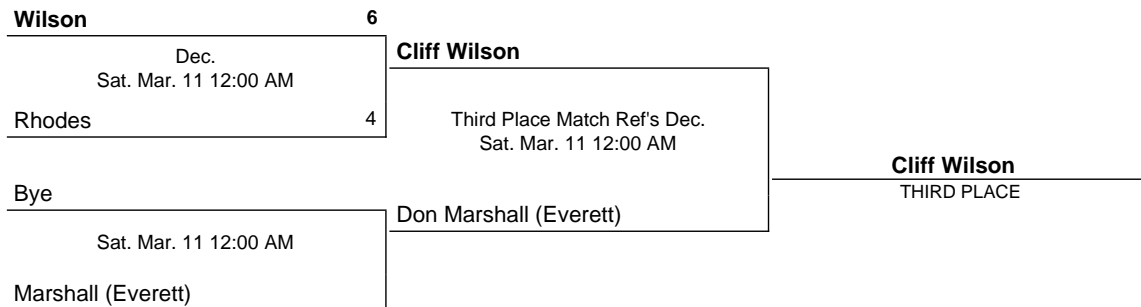 Wilson 6
Dec.
Sat. Mar. 11 12:00 AM
Rhodes 4
Cliff Wilson
Third Place Match Ref's Dec.
Sat. Mar. 11 12:00 AM
Bye
Sat. Mar. 11 12:00 AM
Marshall (Everett)
Don Marshall (Everett)
Cliff Wilson
THIRD PLACE